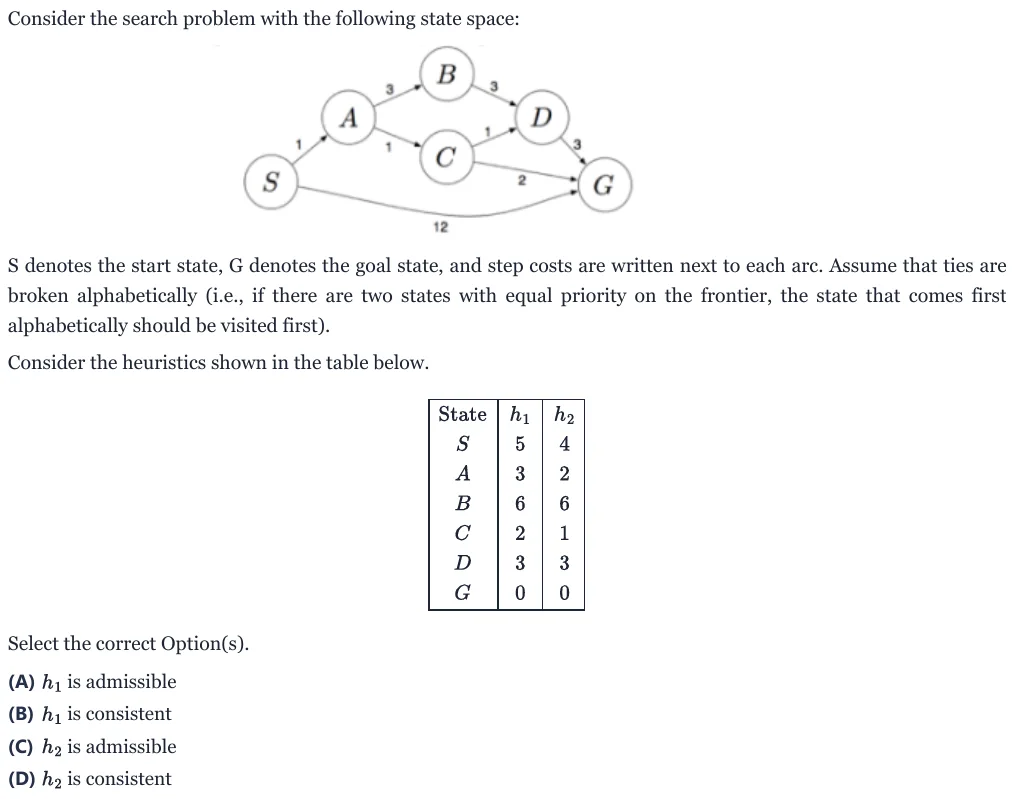 Consider the search problem with the following state space:
B
3
3
A
D
1
1
1
3
C
S
2
G
12
S denotes the start state, G denotes the goal state, and step costs are written next to each arc. Assume that ties are
broken alphabetically (i.e., if there are two states with equal priority on the frontier, the state that comes first
alphabetically should be visited first).
Consider the heuristics shown in the table below.
State h₁ h₂
S 5 4
A 3 2
B 6 6
C 2 1
D 3 3
G 0 0
Select the correct Option(s).
(A) h₁ is admissible
(B) h₁ is consistent
(C) h₂ is admissible
(D) h₂ is consistent